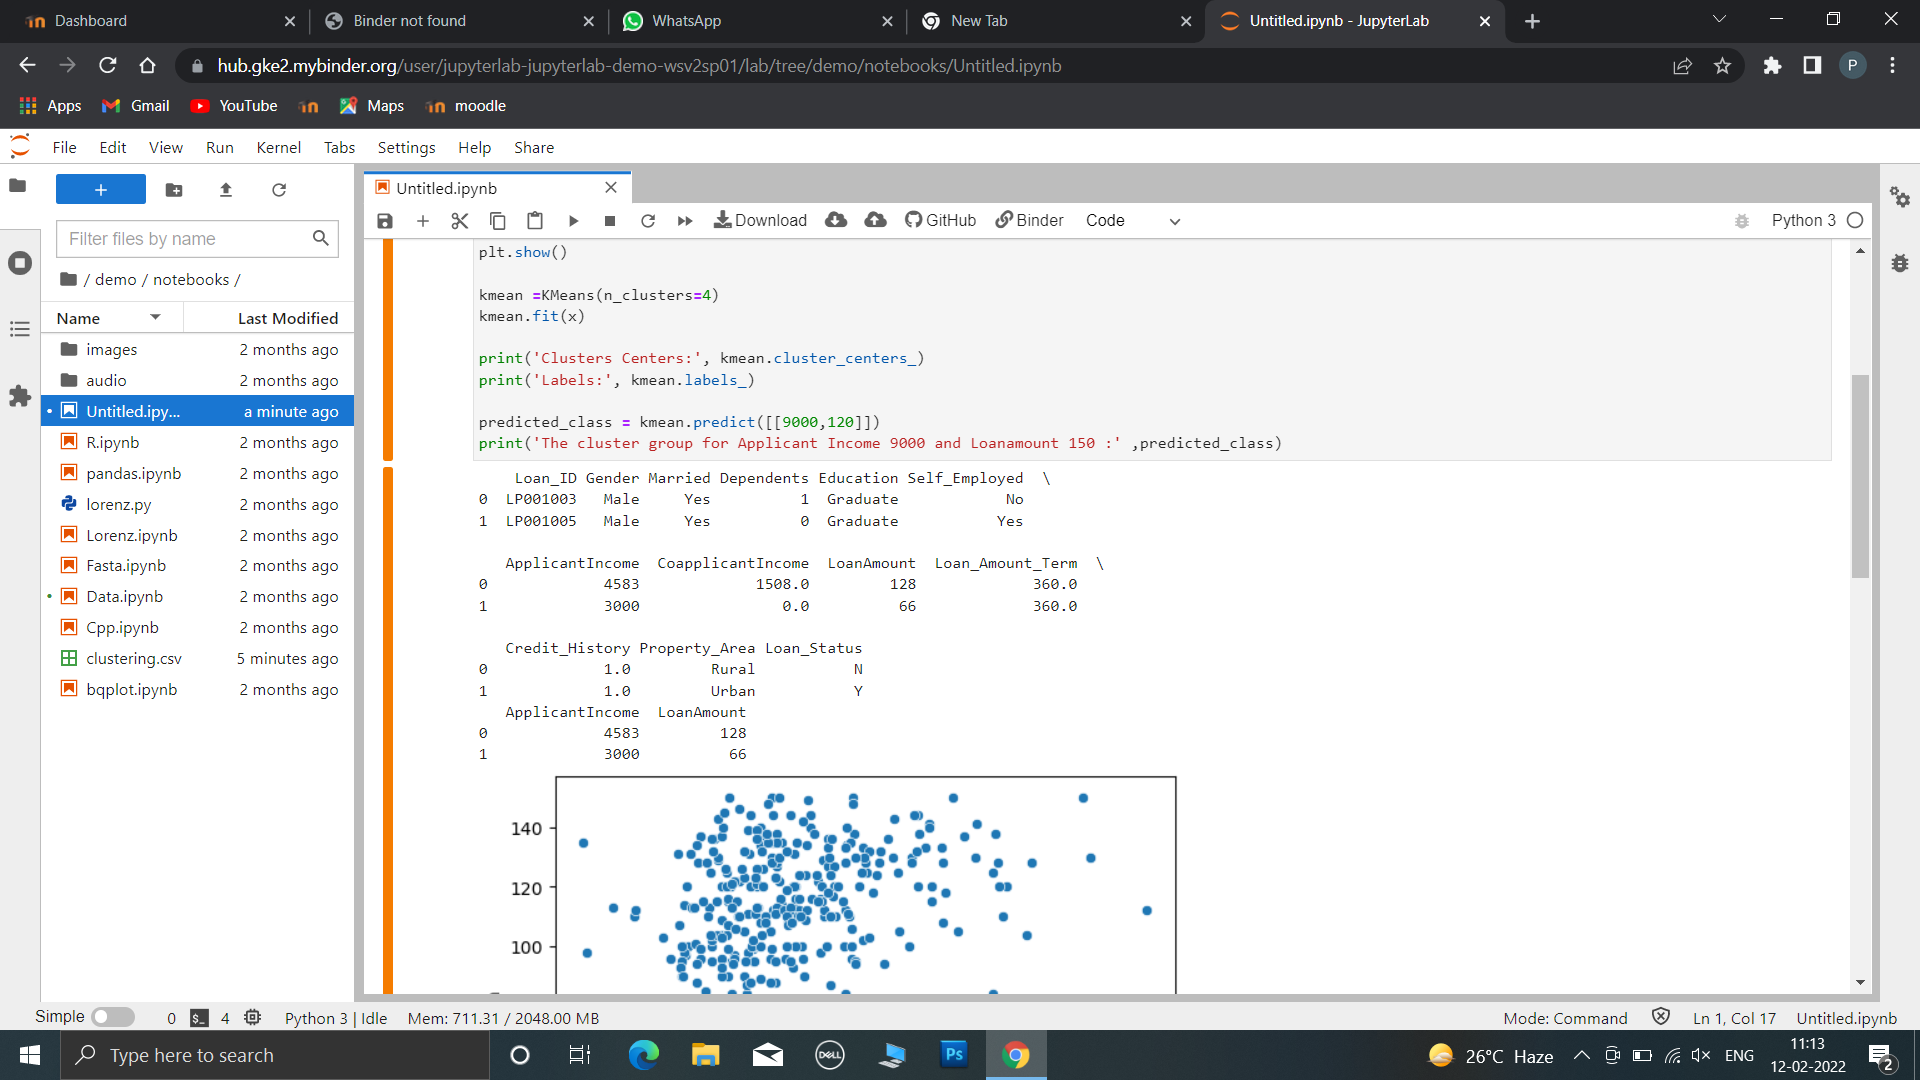 Dashboard
Binder not found
WhatsApp
New Tab
Untitled.ipynb - JupyterLab
hub.gke2.mybinder.org/user/jupyterlab-jupyterlab-demo-wsv2sp01/lab/tree/demo/notebooks/Untitled.ipynb
P
Apps
Gmail
YouTube
Maps
moodle
File Edit View Run Kernel Tabs Settings Help Share
Untitled.ipynb
Download
GitHub
Binder
Code
Python 3
Filter files by name
/ demo / notebooks /
Name Last Modified
images 2 months ago
audio 2 months ago
Untitled.ipy... a minute ago
R.ipynb 2 months ago
pandas.ipynb 2 months ago
lorenz.py 2 months ago
Lorenz.ipynb 2 months ago
Fasta.ipynb 2 months ago
Data.ipynb 2 months ago
Cpp.ipynb 2 months ago
clustering.csv 5 minutes ago
bqplot.ipynb 2 months ago
plt.show()
kmean =KMeans(n_clusters=4)
kmean.fit(x)
print('Clusters Centers:', kmean.cluster_centers_)
print('Labels:', kmean.labels_)
predicted_class = kmean.predict([[9000,120]])
print('The cluster group for Applicant Income 9000 and Loanamount 150 :' ,predicted_class)
Loan_ID Gender Married Dependents Education Self_Employed \
0 LP001003 Male Yes 1 Graduate No
1 LP001005 Male Yes 0 Graduate Yes
ApplicantIncome CoapplicantIncome LoanAmount Loan_Amount_Term \
0 4583 1508.0 128 360.0
1 3000 0.0 66 360.0
Credit_History Property_Area Loan_Status
0 1.0 Rural N
1 1.0 Urban Y
ApplicantIncome LoanAmount
0 4583 128
1 3000 66
140
120
100
Simple 0 4 Python 3 | Idle Mem: 711.31 / 2048.00 MB
Mode: Command Ln 1, Col 17 Untitled.ipynb
Type here to search
DELL
Ps
26°C Haze
ENG
11:13
12-02-2022
2